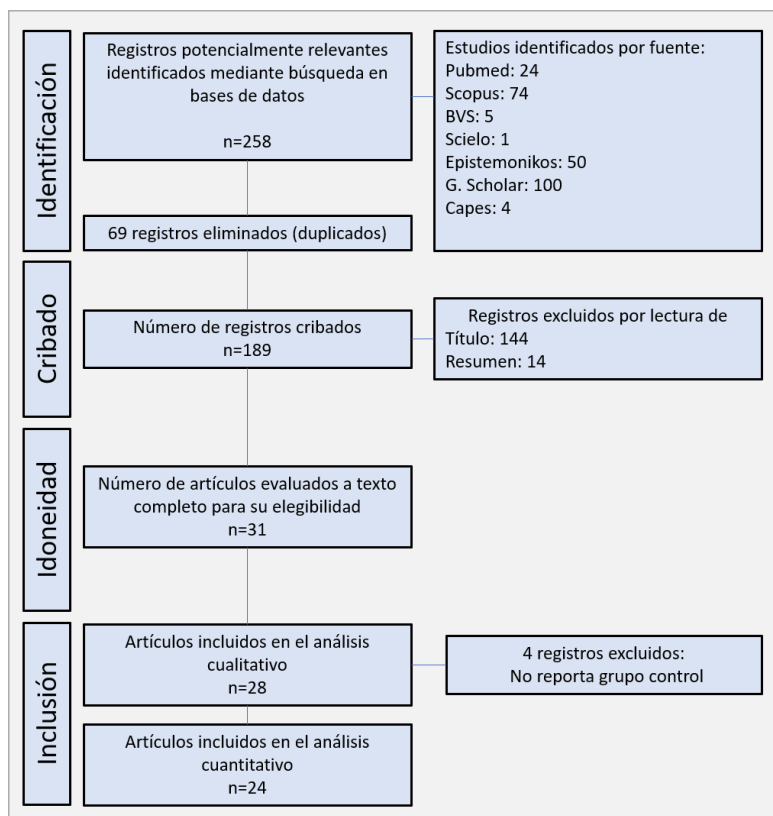 Identificación
Registros potencialmente relevantes
identificados mediante búsqueda en
bases de datos
n=258
Estudios identificados por fuente:
Pubmed: 24
Scopus: 74
BVS: 5
Scielo: 1
Epistemonikos: 50
G. Scholar: 100
Capes: 4
69 registros eliminados (duplicados)
Cribado
Número de registros cribados
n=189
Registros excluidos por lectura de
Título: 144
Resumen: 14
Idoneidad
Número de artículos evaluados a texto
completo para su elegibilidad
n=31
Inclusión
Artículos incluidos en el análisis
cualitativo
n=28
4 registros excluidos:
No reporta grupo control
Artículos incluidos en el análisis
cuantitativo
n=24